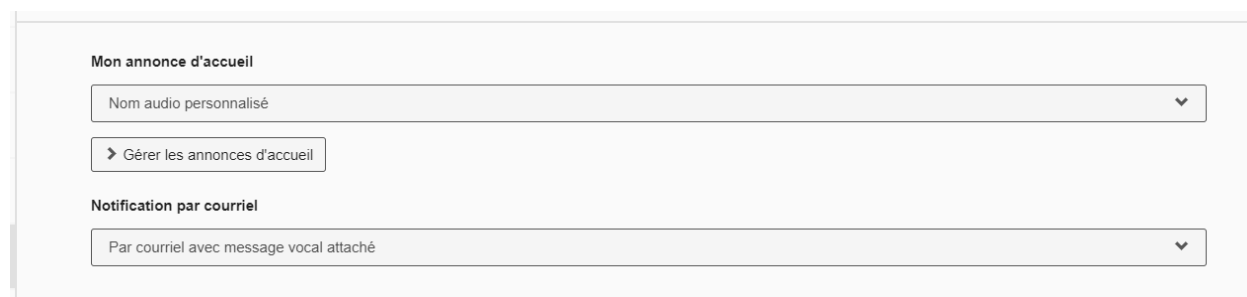 Mon annonce d'accueil
Nom audio personnalisé
Gérer les annonces d'accueil
Notification par courriel
Par courriel avec message vocal attaché